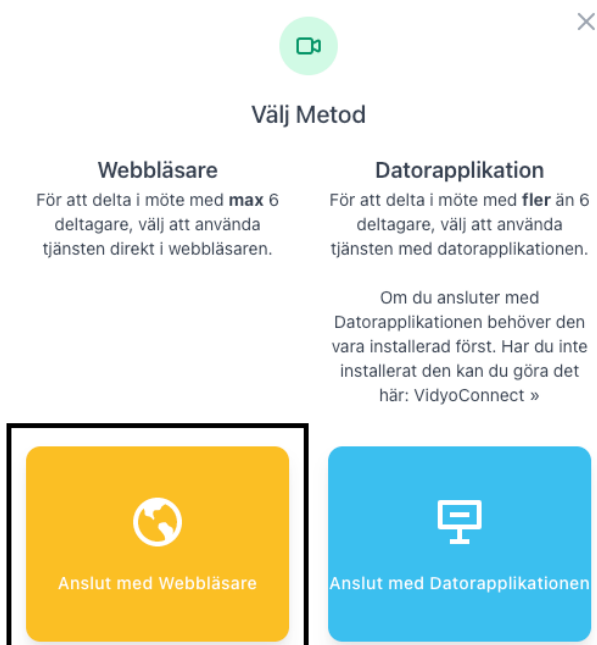 Välj Metod
Webbläsare
För att delta i möte med max 6
deltagare, välj att använda
tjänsten direkt i webbläsaren.
Datorapplikation
För att delta i möte med fler än 6
deltagare, välj att använda
tjänsten med datorapplikationen.
Om du ansluter med
Datorapplikationen behöver den
vara installerad först. Har du inte
installerat den kan du göra det
här: VidyoConnect »
Anslut med Webbläsare
Anslut med Datorapplikationen